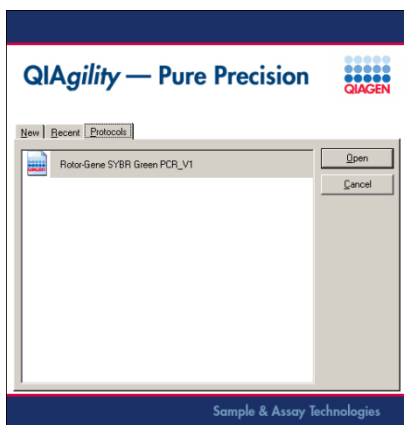 QIAgility — Pure Precision
QIAGEN
New Recent Protocols
Rotor-Gene SYBR Green PCR_V1
Open
Cancel
Sample & Assay Technologies